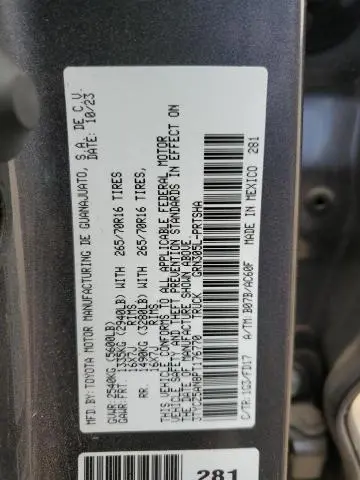 MFD.BY:TOYOTA MOTOR MANUFACTURING DE GUANAJUATO, S.A. DE C.V.
DATE: 10/23
GVWR: 2540KG (5600LB)
GAWR:FRT. 1335KG (2940LB) WITH 265/70R16 TIRES
16X7J RIMS
RR. 1490KG (3280LB) WITH 265/70R16 TIRES,
RIMS
THIS VEHICLE CONFORMS TO ALL APPLICABLE FEDERAL MOTOR
VEHICLE SAFETY AND THEFT PREVENTION STANDARDS IN EFFECT ON
THE DATE OF MANUFACTURE SHOWN ABOVE.
TRUCK GRN305L-PRTSHA
C/TR:1G3/FD17 A/TM:B07B/AC60F MADE IN MEXICO 281
281